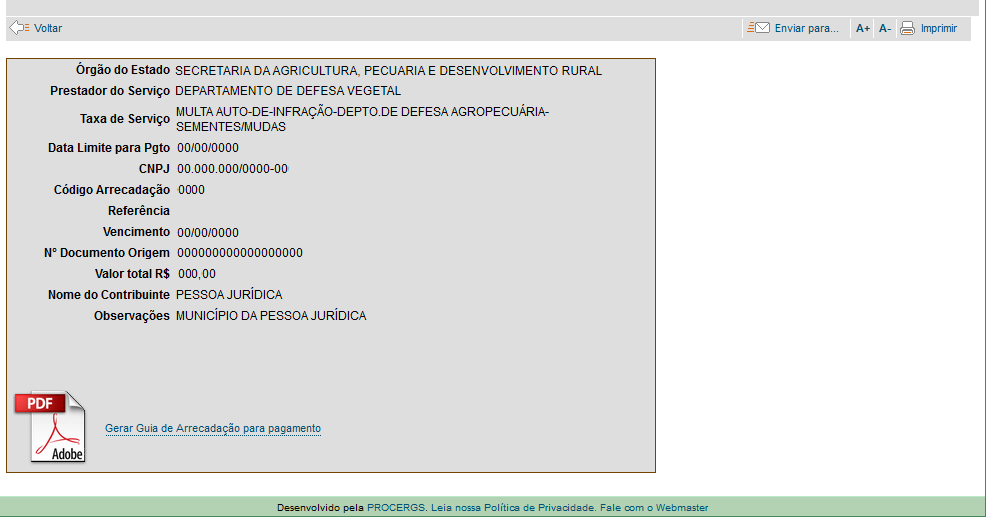 Voltar Enviar para... A+ A- Imprimir
Órgão do Estado SECRETARIA DA AGRICULTURA, PECUARIA E DESENVOLVIMENTO RURAL
Prestador do Serviço DEPARTAMENTO DE DEFESA VEGETAL
Taxa de Serviço MULTA AUTO-DE-INFRAÇÃO-DEPTO.DE DEFESA AGROPECUÁRIA-
SEMENTES/MUDAS
Data Limite para Pgto 00/00/0000
CNPJ 00.000.000/0000-00
Código Arrecadação 0000
Referência
Vencimento 00/00/0000
Nº Documento Origem 000000000000000000
Valor total R$ 000,00
Nome do Contribuinte PESSOA JURÍDICA
Observações MUNICÍPIO DA PESSOA JURÍDICA
PDF
Adobe
Gerar Guia de Arrecadação para pagamento
Desenvolvido pela PROCERGS. Leia nossa Política de Privacidade. Fale com o Webmaster